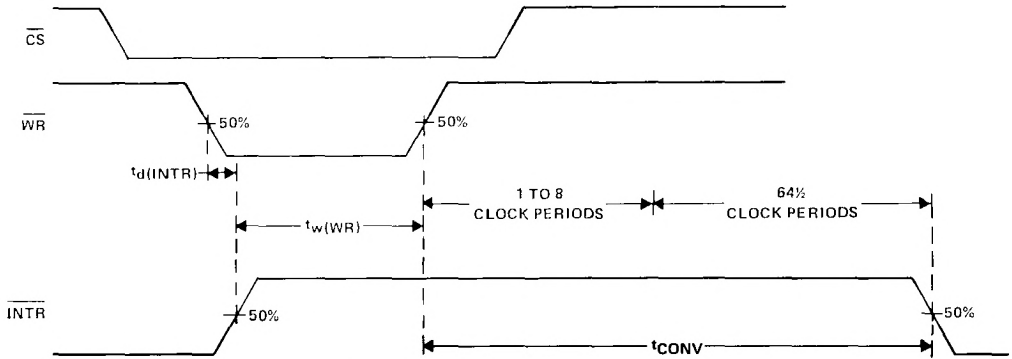 CS
WR
50%
50%
td(INTR)
1 TO 8
CLOCK PERIODS
64½
CLOCK PERIODS
tw(WR)
INTR
50%
50%
tCONV